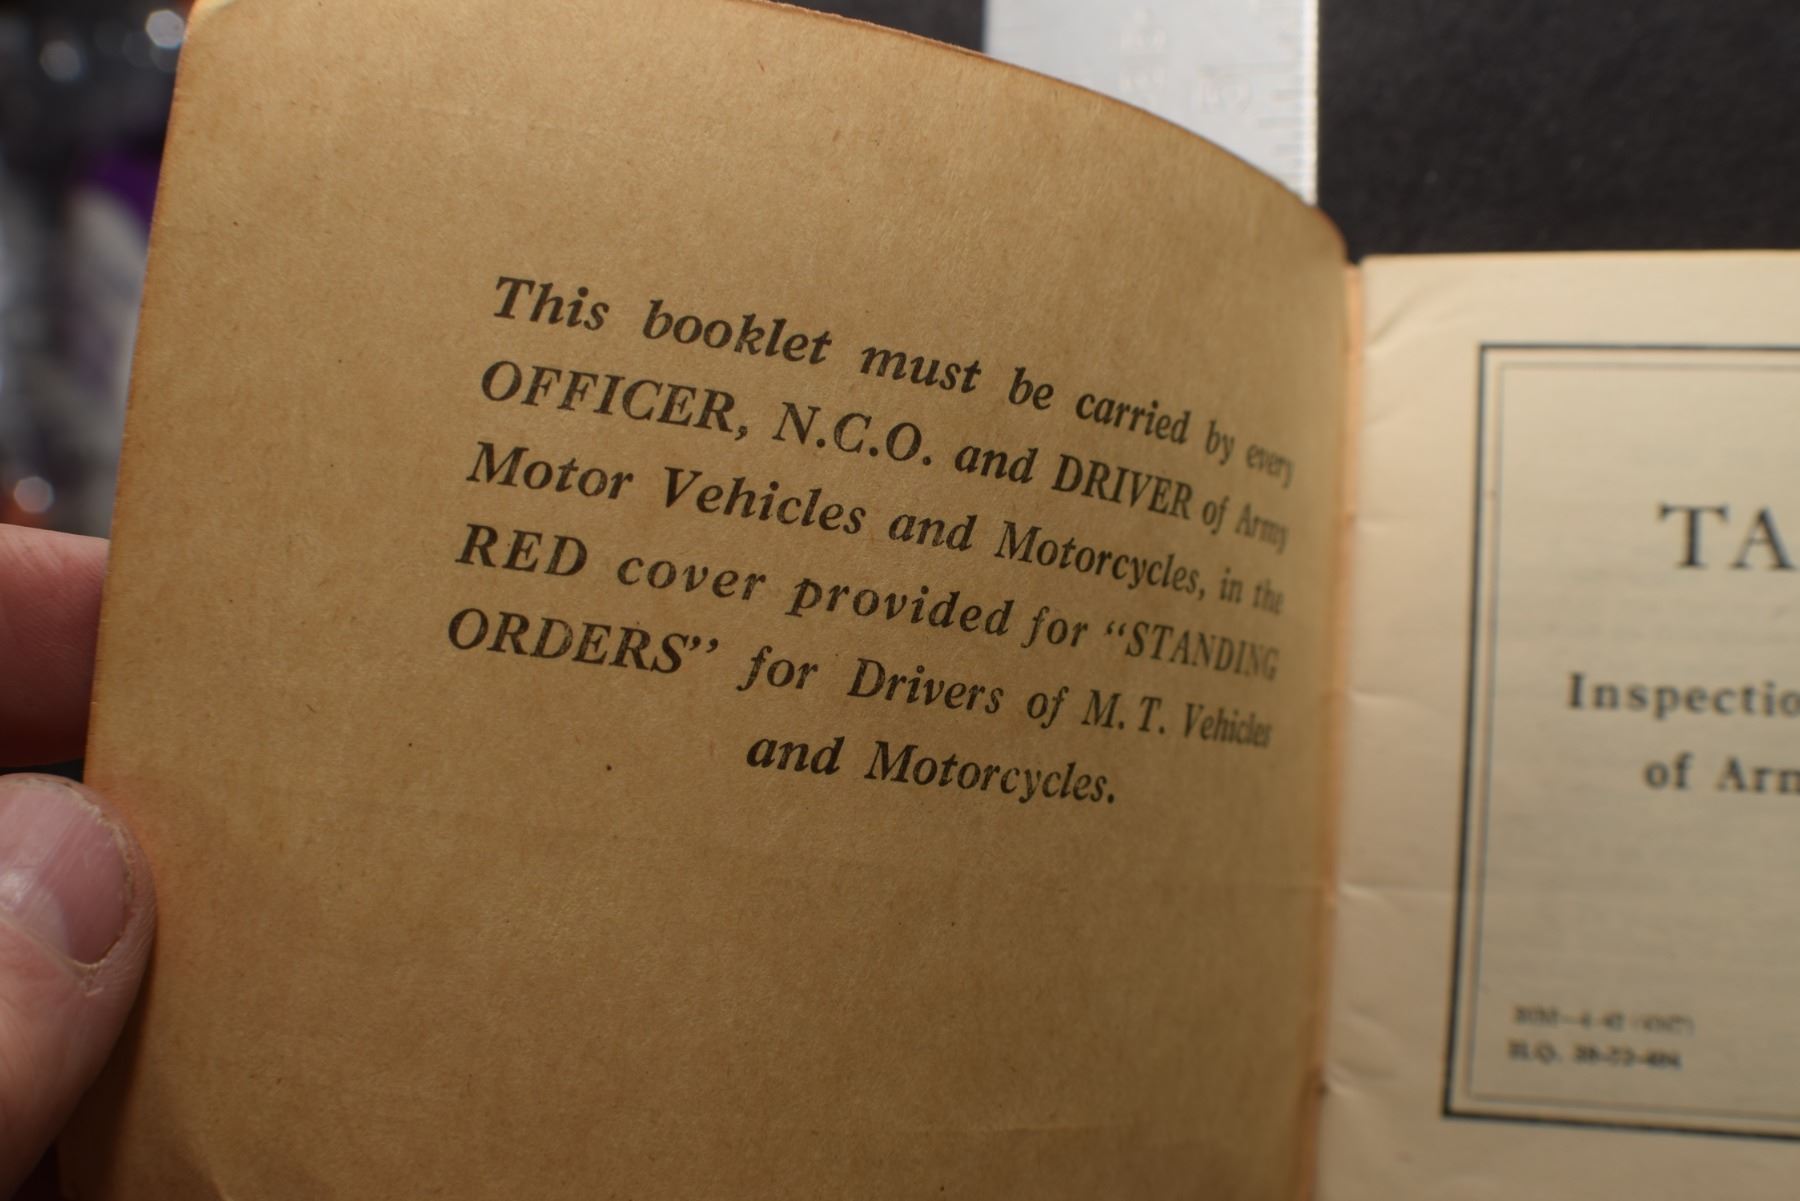 This booklet must be carried by every
OFFICER, N.C.O. and DRIVER of Army
Motor Vehicles and Motorcycles, in the
RED cover provided for “STANDING
ORDERS” for Drivers of M. T. Vehicles
and Motorcycles.
TA
Inspectio
of Arm
H.Q.